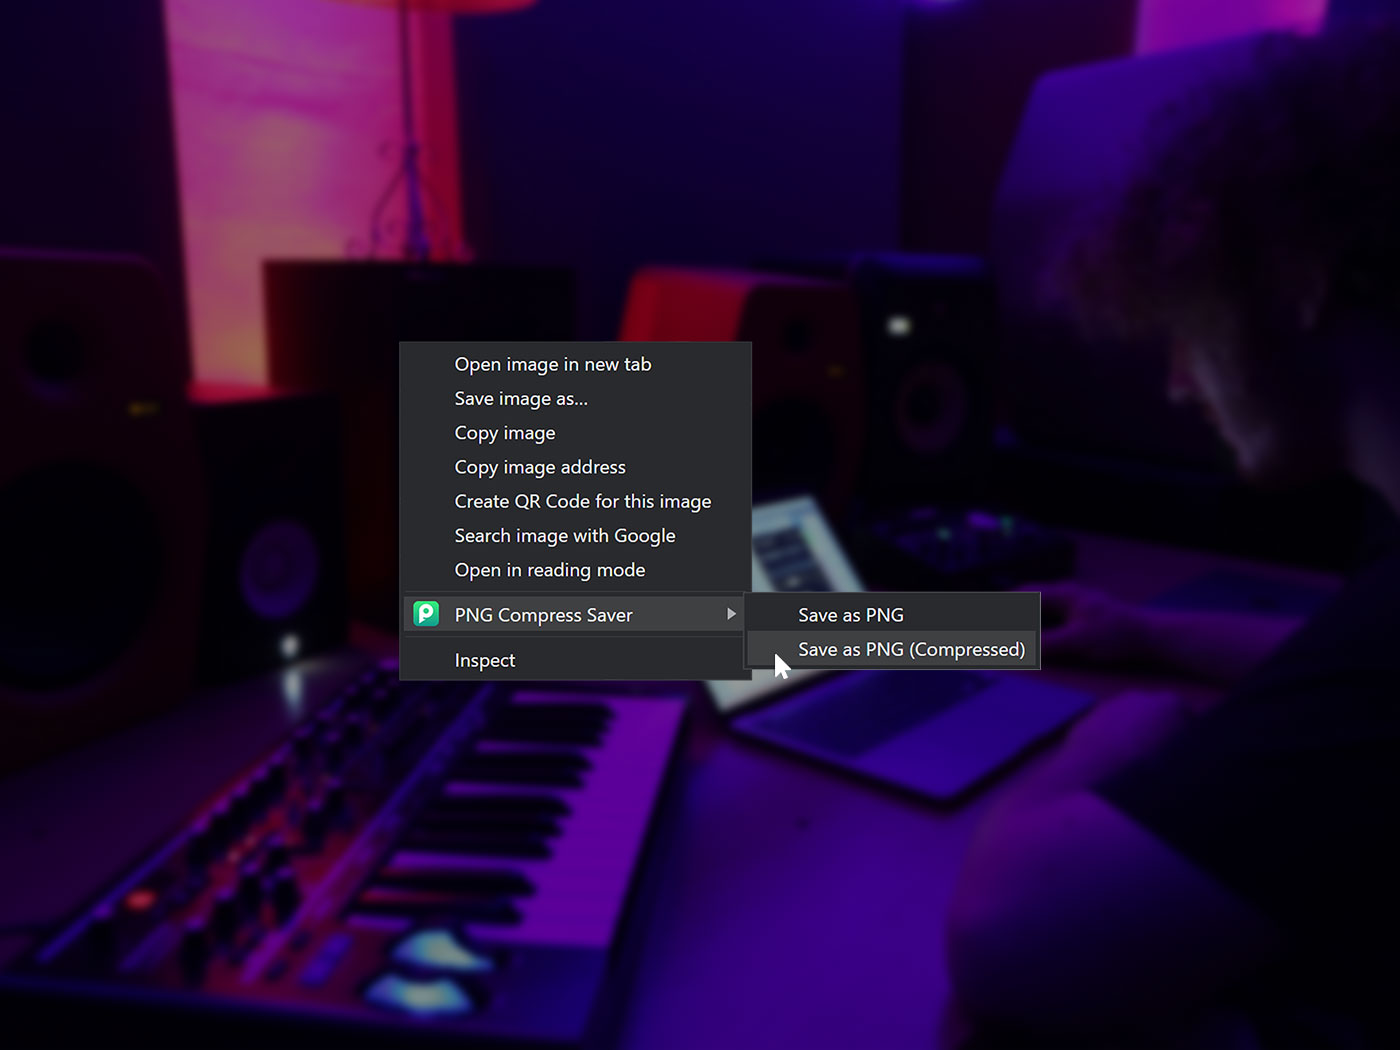 Open image in new tab
Save image as...
Copy image
Copy image address
Create QR Code for this image
Search image with Google
Open in reading mode
PNG Compress Saver
Save as PNG
Save as PNG (Compressed)
Inspect